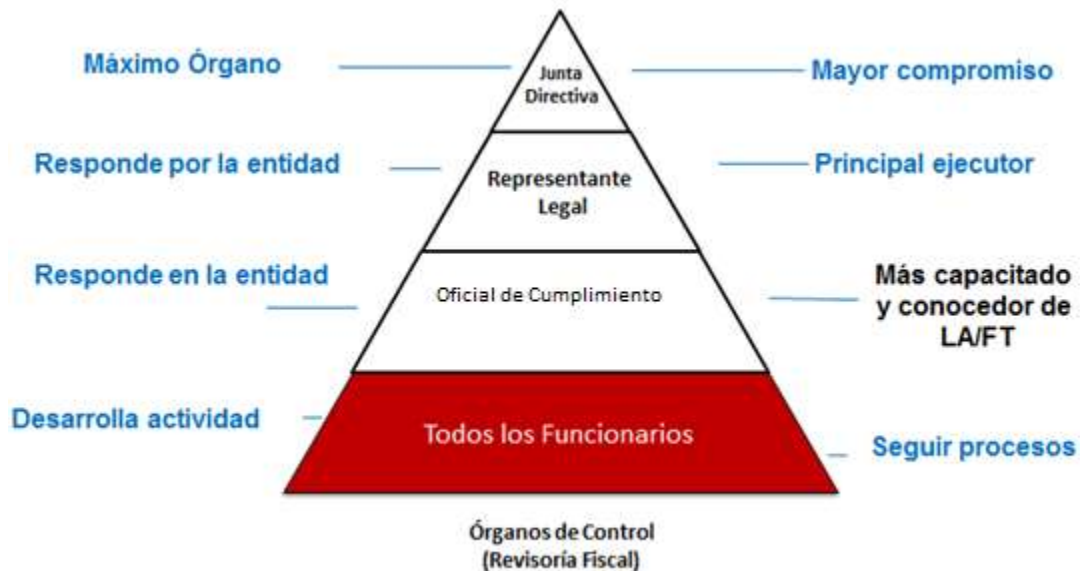 Máximo Órgano
Junta
Directiva
Mayor compromiso
Responde por la entidad
Representante
Legal
Principal ejecutor
Responde en la entidad
Oficial de Cumplimiento
Más capacitado
y conocedor de
LA/FT
Desarrolla actividad
Todos los Funcionarios
Seguir procesos
Órganos de Control
(Revisoría Fiscal)